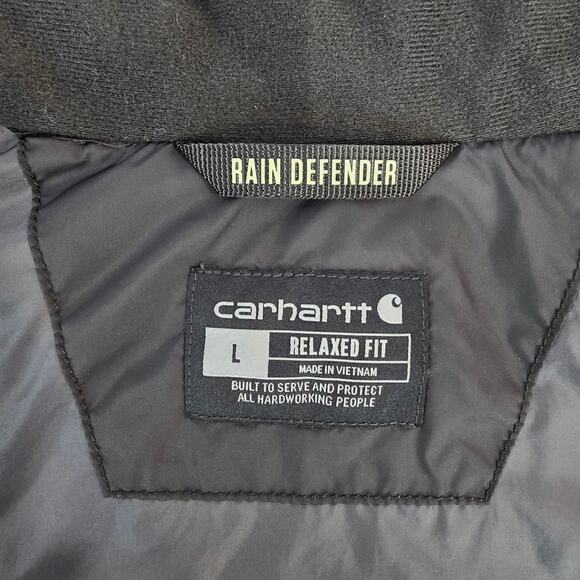 RAIN DEFENDER
carhartt
L
RELAXED FIT
MADE IN VIETNAM
BUILT TO SERVE AND PROTECT
ALL HARDWORKING PEOPLE